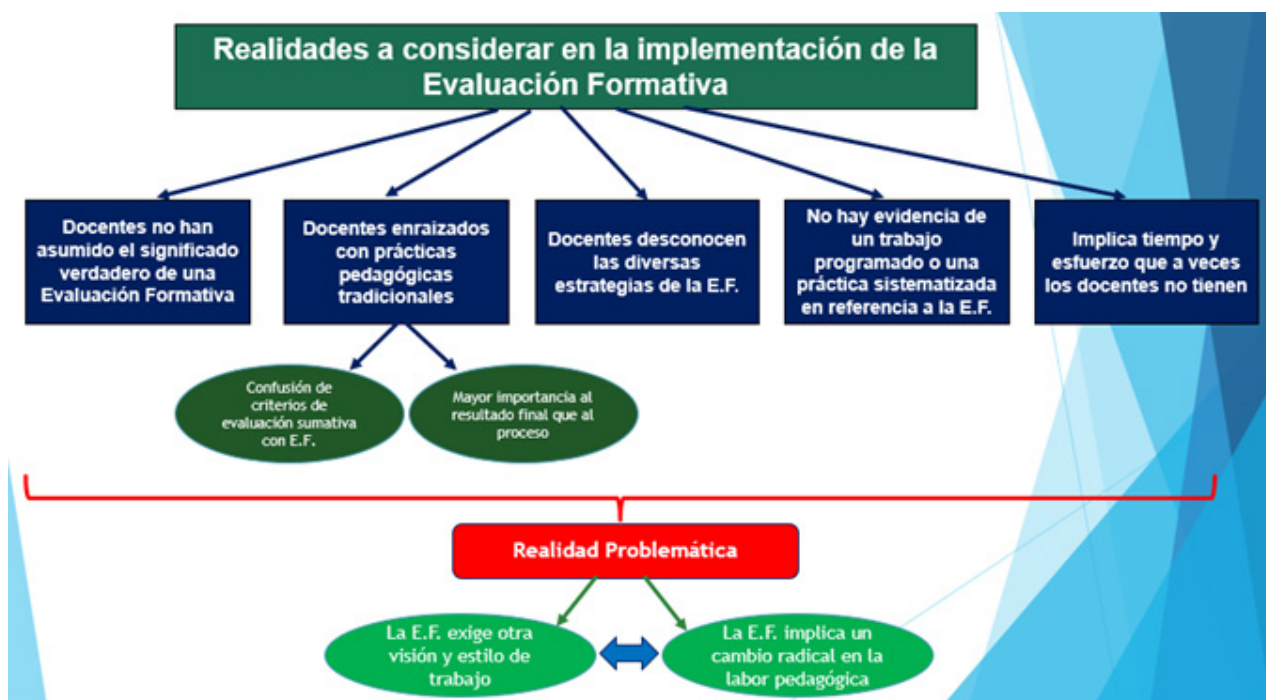 Realidades a considerar en la implementación de la
Evaluación Formativa
Docentes no han
asumido el significado
verdadero de una
Evaluación Formativa
Docentes enraizados
con prácticas
pedagógicas
tradicionales
Docentes desconocen
las diversas
estrategias de la E.F.
No hay evidencia de
un trabajo
programado o una
práctica sistematizada
en referencia a la E.F.
Implica tiempo y
esfuerzo que a veces
los docentes no tienen
Confusión de
criterios de
evaluación sumativa
con E.F.
Mayor importancia al
resultado final que al
proceso
Realidad Problemática
La E.F. exige otra
visión y estilo de
trabajo
La E.F. implica un
cambio radical en la
labor pedagógica